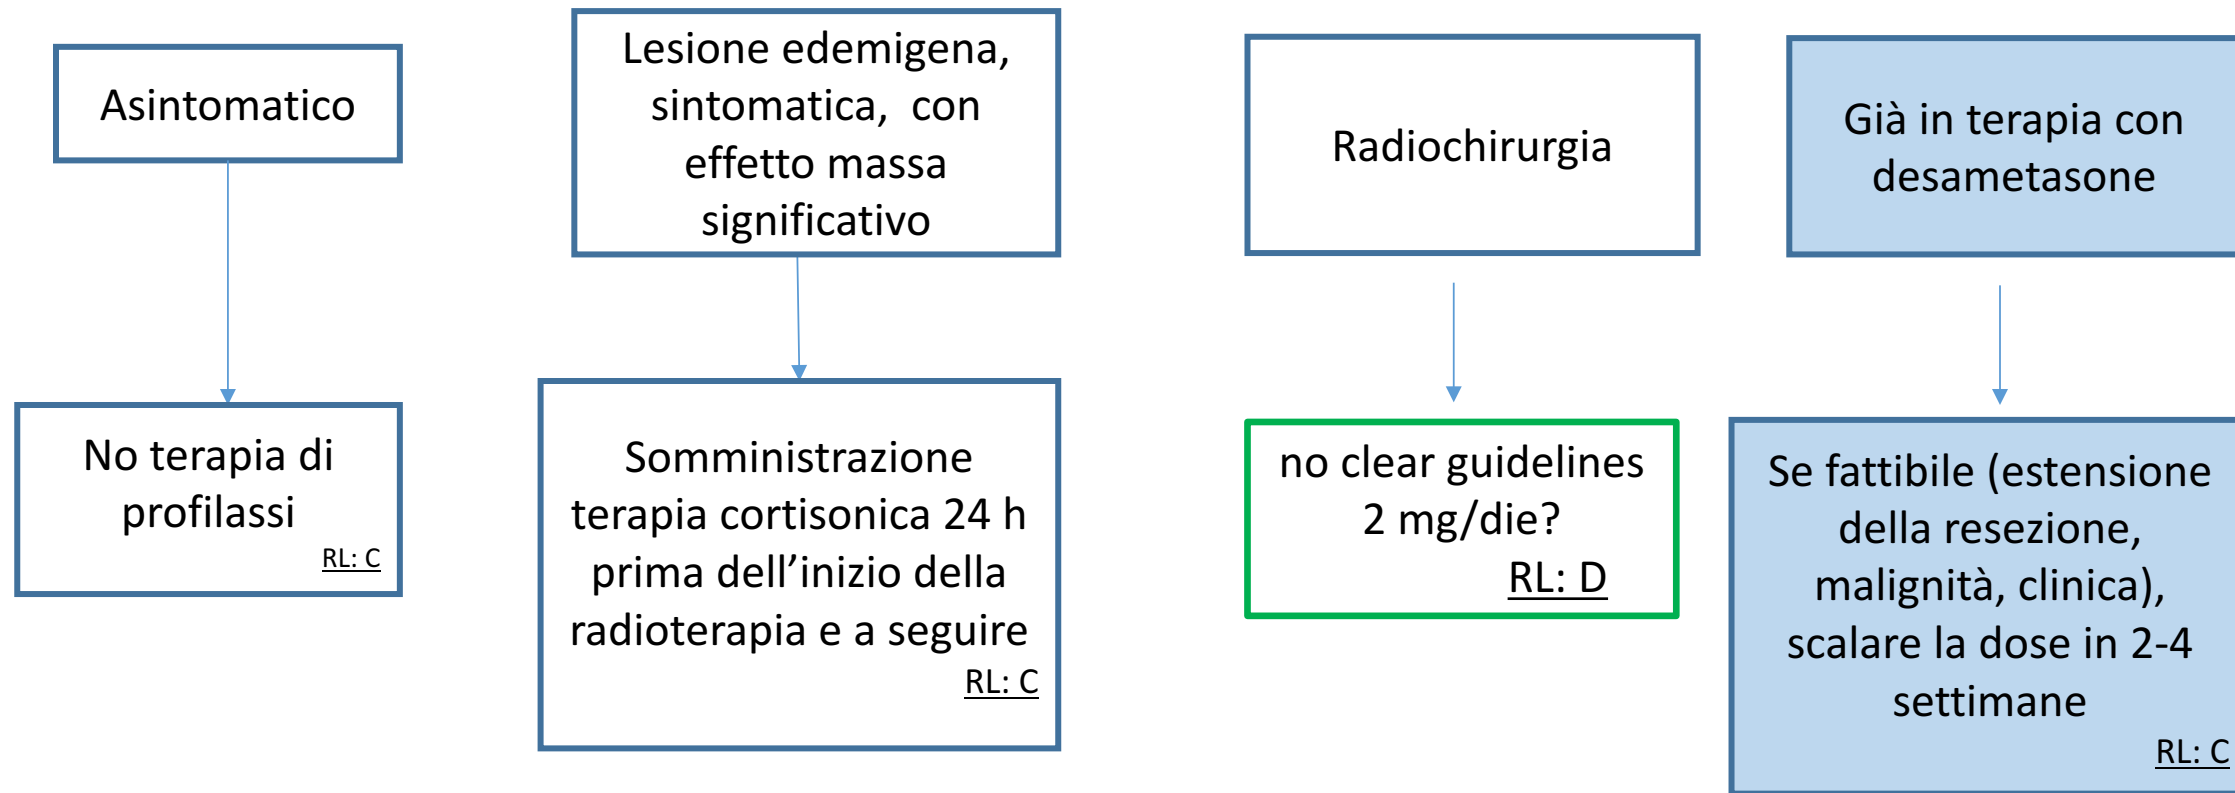 Asintomatico
No terapia di
profilassi
RL: C
Lesione edemigena,
sintomatica, con
effetto massa
significativo
Somministrazione
terapia cortisonica 24 h
prima dell’inizio della
radioterapia e a seguire
RL: C
Radiochirurgia
no clear guidelines
2 mg/die?
RL: D
Già in terapia con
desametasone
Se fattibile (estensione
della resezione,
malignità, clinica),
scalare la dose in 2-4
settimane
RL: C